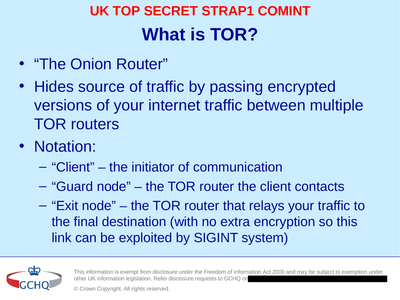 UK TOP SECRET STRAP1 COMINT
What is TOR?
• “The Onion Router”
• Hides source of traffic by passing encrypted
versions of your internet traffic between multiple
TOR routers
• Notation:
– “Client” – the initiator of communication
– “Guard node” – the TOR router the client contacts
– “Exit node” – the TOR router that relays your traffic to
the final destination (with no extra encryption so this
link can be exploited by SIGINT system)
GCHQ
This information is exempt from disclosure under the Freedom of Information Act 2000 and may be subject to exemption under
other UK information legislation. Refer disclosure requests to GCHQ on
© Crown Copyright. All rights reserved.